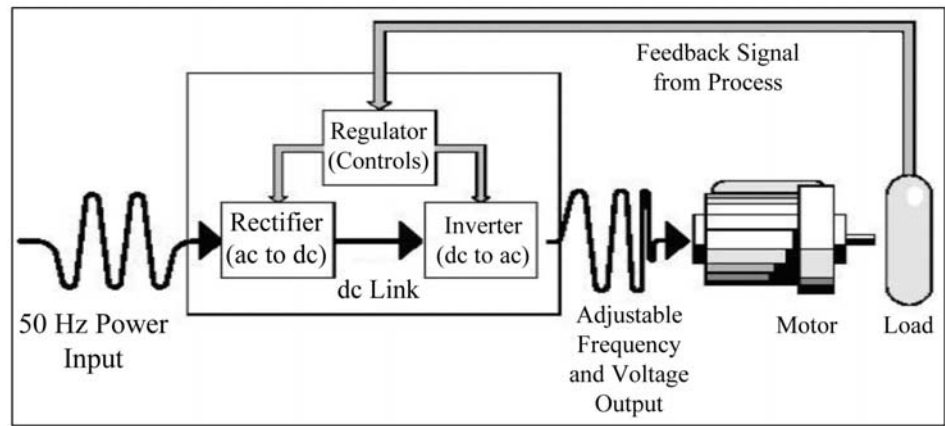 Feedback Signal
from Process
Regulator
(Controls)
Rectifier
(ac to dc)
Inverter
(dc to ac)
dc Link
50 Hz Power
Input
Adjustable
Frequency
and Voltage
Output
Motor
Load